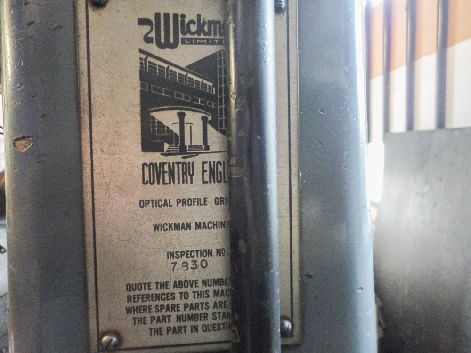 Wickm
LIMIT
COVENTRY ENGL
OPTICAL PROFILE GRI
WICKMAN MACHIN
INSPECTION NO
7830
QUOTE THE ABOVE NUMBE
REFERENCES TO THIS MAC
WHERE SPARE PARTS ARE
THE PART NUMBER STAN
THE PART IN QUESTI